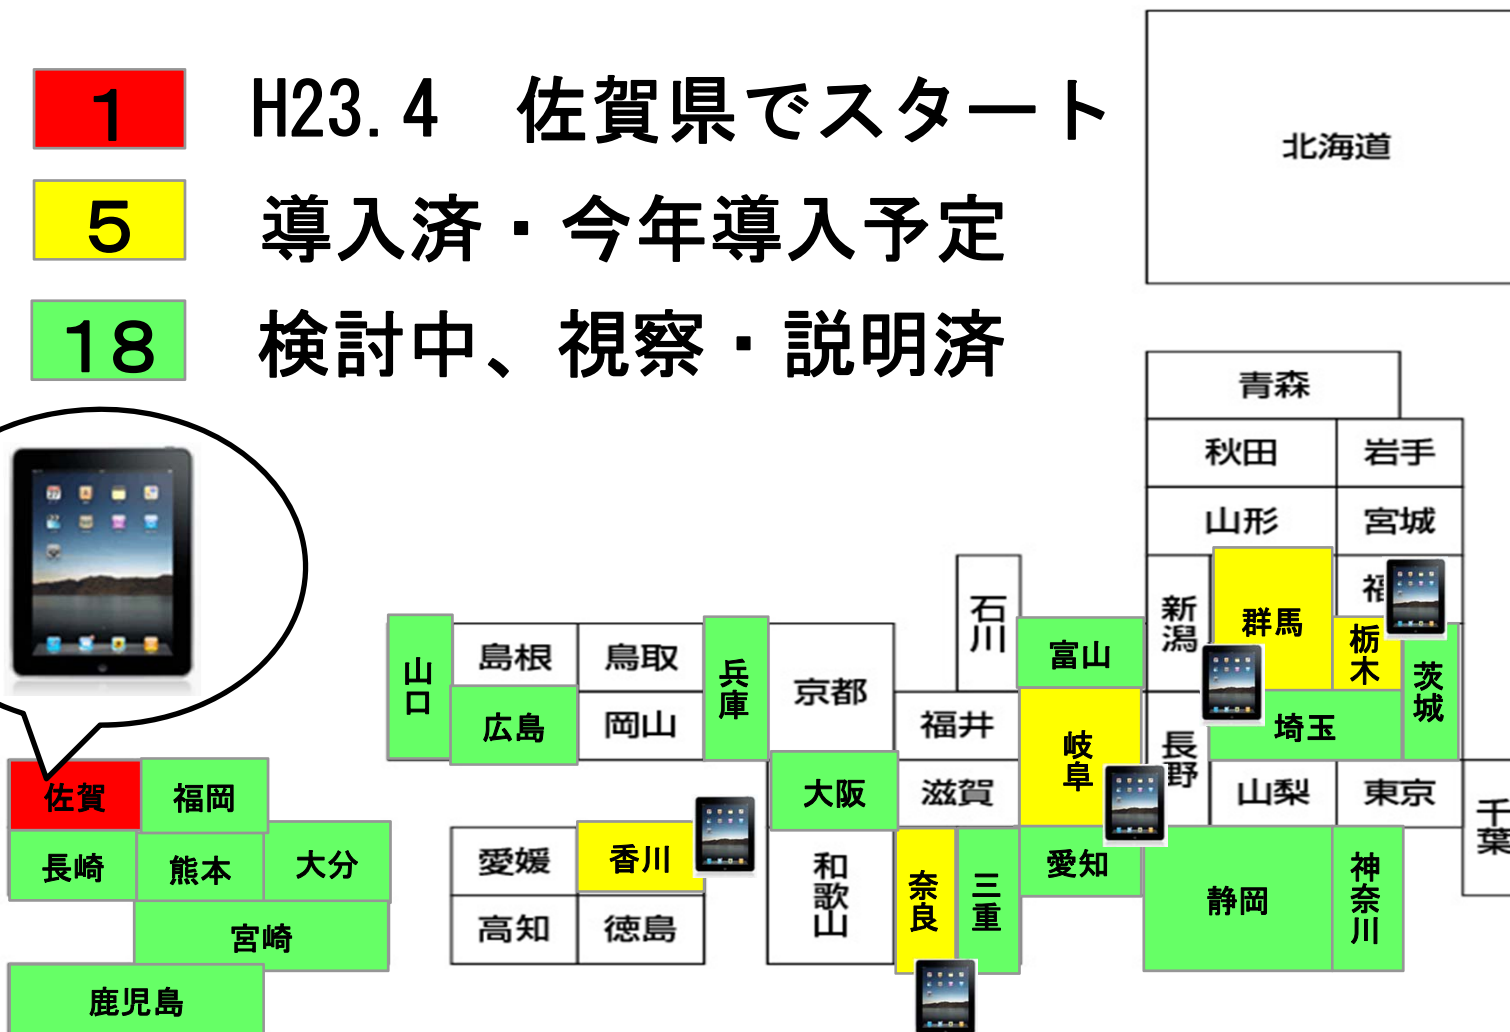 1 H23.4 佐賀県でスタート
5 導入済・今年導入予定
18 検討中、視察・説明済
北海道
青森
秋田 岩手
山形 宮城
石川
新潟
群馬
福
栃木
茨城
山口
島根 鳥取
兵庫
京都
富山
広島 岡山
福井
岐阜
長野
埼玉
佐賀 福岡
大阪 滋賀
山梨 東京
千葉
長崎 熊本 大分
愛媛 香川
和歌山
奈良
三重
愛知
静岡
神奈川
宮崎
高知 徳島
鹿児島